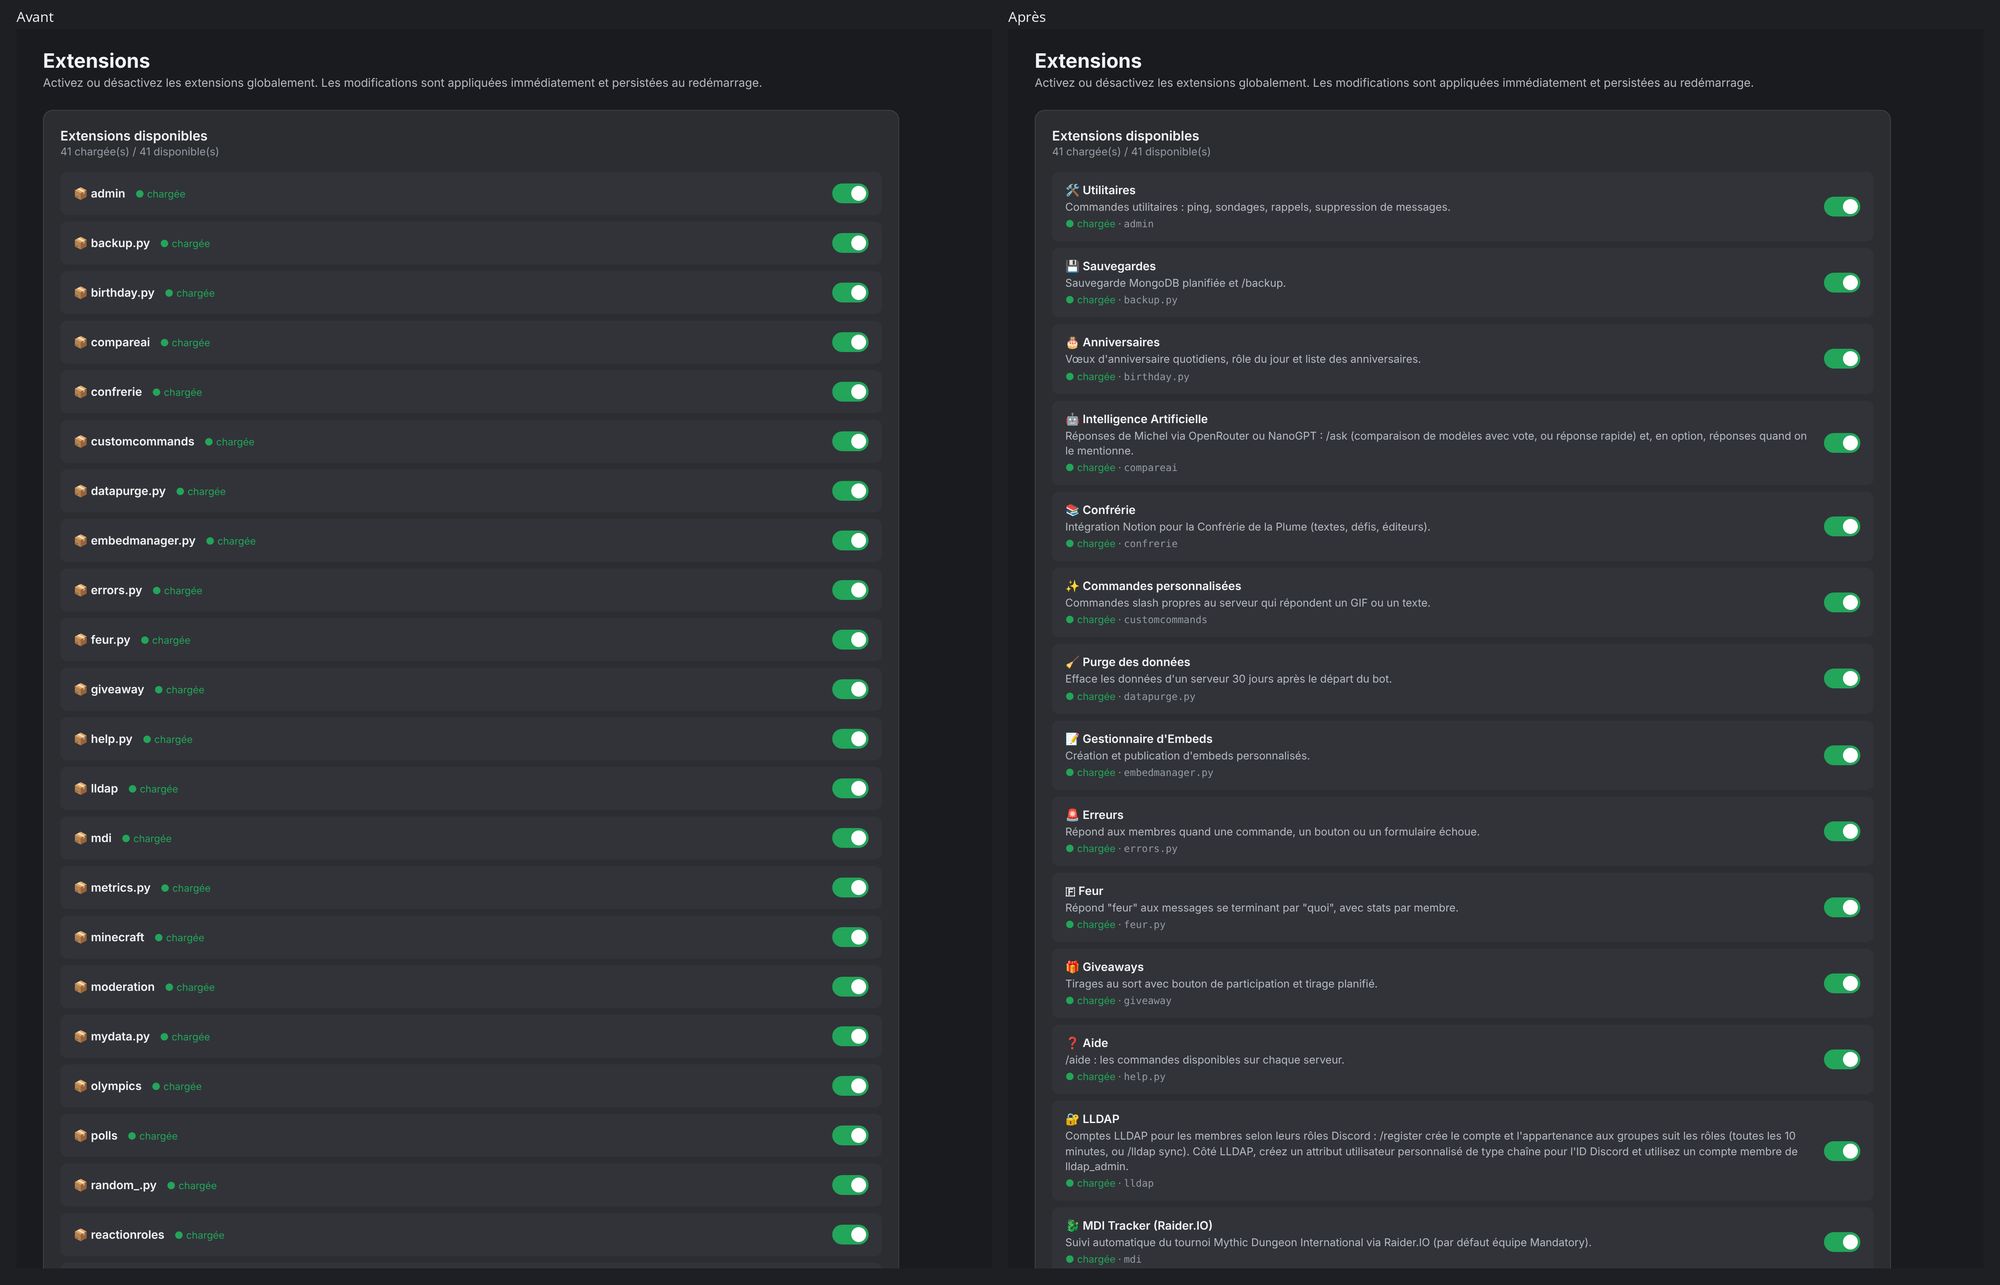 Avant
Extensions
Activez ou désactivez les extensions globalement. Les modifications sont appliquées immédiatement et persistées au redémarrage.
Extensions disponibles
41 chargée(s) / 41 disponible(s)
📦 admin ● chargée
📦 backup.py ● chargée
📦 birthday.py ● chargée
📦 compareai ● chargée
📦 confrerie ● chargée
📦 customcommands ● chargée
📦 datapurge.py ● chargée
📦 embedmanager.py ● chargée
📦 errors.py ● chargée
📦 feur.py ● chargée
📦 giveaway ● chargée
📦 help.py ● chargée
📦 lldap ● chargée
📦 mdi ● chargée
📦 metrics.py ● chargée
📦 minecraft ● chargée
📦 moderation ● chargée
📦 mydata.py ● chargée
📦 olympics ● chargée
📦 polls ● chargée
📦 random_.py ● chargée
📦 reactionroles ● chargée
Après
Extensions
Activez ou désactivez les extensions globalement. Les modifications sont appliquées immédiatement et persistées au redémarrage.
Extensions disponibles
41 chargée(s) / 41 disponible(s)
🛠️ Utilitaires
Commandes utilitaires : ping, sondages, rappels, suppression de messages.
● chargée · admin
💾 Sauvegardes
Sauvegarde MongoDB planifiée et /backup.
● chargée · backup.py
🎂 Anniversaires
Vœux d'anniversaire quotidiens, rôle du jour et liste des anniversaires.
● chargée · birthday.py
🤖 Intelligence Artificielle
Réponses de Michel via OpenRouter ou NanoGPT : /ask (comparaison de modèles avec vote, ou réponse rapide) et, en option, réponses quand on
le mentionne.
● chargée · compareai
📚 Confrérie
Intégration Notion pour la Confrérie de la Plume (textes, défis, éditeurs).
● chargée · confrerie
✨ Commandes personnalisées
Commandes slash propres au serveur qui répondent un GIF ou un texte.
● chargée · customcommands
🧹 Purge des données
Efface les données d'un serveur 30 jours après le départ du bot.
● chargée · datapurge.py
📝 Gestionnaire d'Embeds
Création et publication d'embeds personnalisés.
● chargée · embedmanager.py
🚨 Erreurs
Répond aux membres quand une commande, un bouton ou un formulaire échoue.
● chargée · errors.py
🄵 Feur
Répond "feur" aux messages se terminant par "quoi", avec stats par membre.
● chargée · feur.py
🎁 Giveaways
Tirages au sort avec bouton de participation et tirage planifié.
● chargée · giveaway
❓ Aide
/aide : les commandes disponibles sur chaque serveur.
● chargée · help.py
🔐 LLDAP
Comptes LLDAP pour les membres selon leurs rôles Discord : /register crée le compte et l'appartenance aux groupes suit les rôles (toutes les 10
minutes, ou /lldap sync). Côté LLDAP, créez un attribut utilisateur personnalisé de type chaîne pour l'ID Discord et utilisez un compte membre de
lldap_admin.
● chargée · lldap
🐉 MDI Tracker (Raider.IO)
Suivi automatique du tournoi Mythic Dungeon International via Raider.IO (par défaut équipe Mandatory).
● chargée · mdi